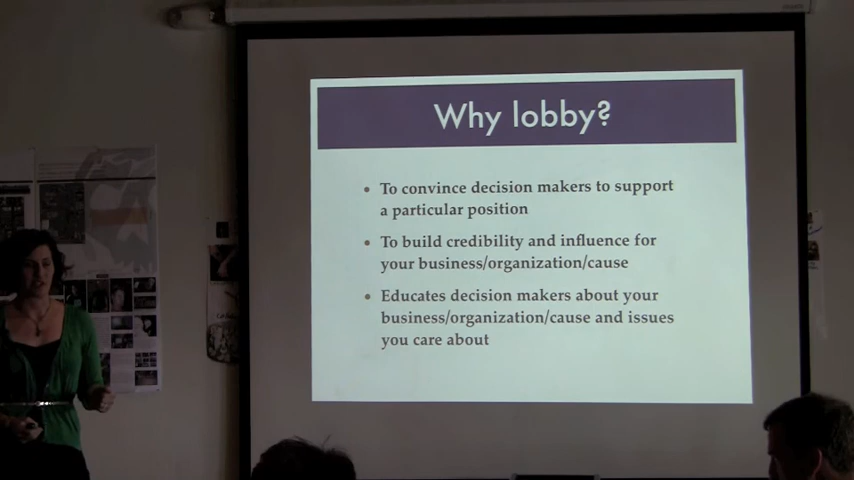 Why lobby?
• To convince decision makers to support
a particular position
• To build credibility and influence for
your business/organization/cause
• Educates decision makers about your
business/organization/cause and issues
you care about